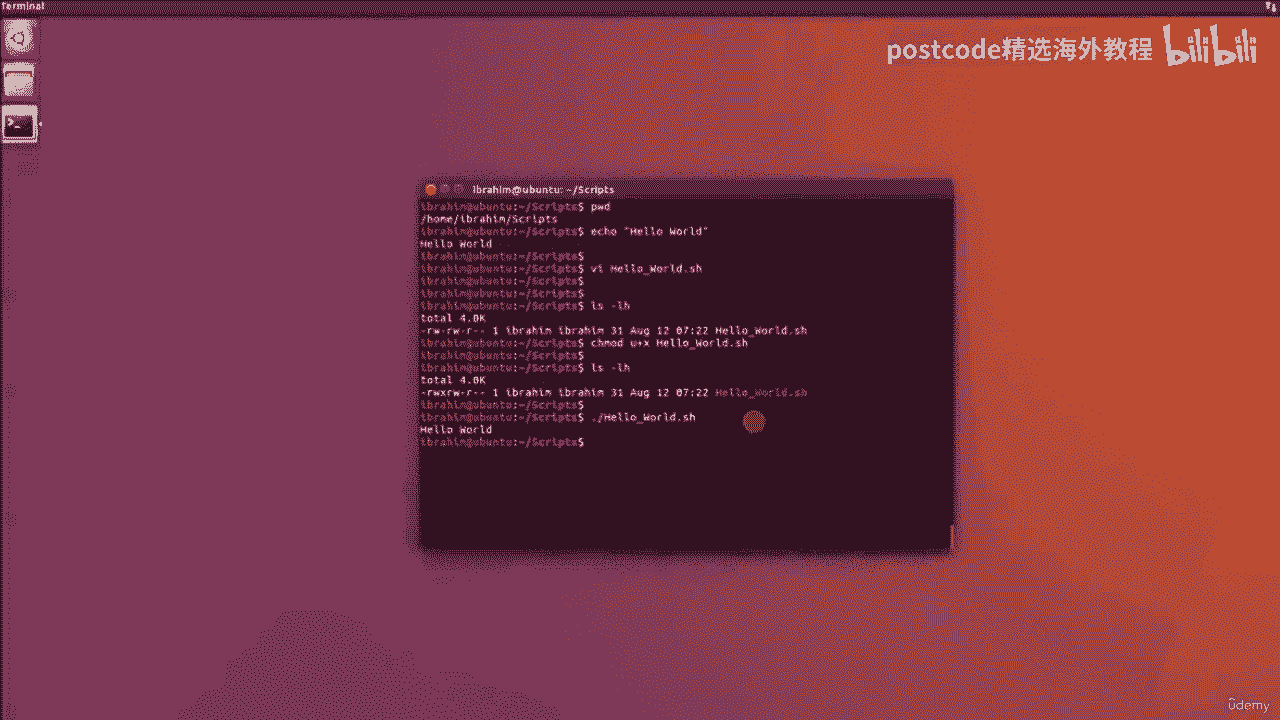 Terminal
postcode精选海外教程 bilibili
ibrahim@ubuntu: ~/Scripts
ibrahim@ubuntu:~/Scripts$ pwd
/home/ibrahim/Scripts
ibrahim@ubuntu:~/Scripts$ echo "Hello World"
Hello World
ibrahim@ubuntu:~/Scripts$
ibrahim@ubuntu:~/Scripts$ vi Hello_World.sh
ibrahim@ubuntu:~/Scripts$
ibrahim@ubuntu:~/Scripts$
ibrahim@ubuntu:~/Scripts$ ls -lh
total 4.0K
-rw-rw-r-- 1 ibrahim ibrahim 31 Aug 12 07:22 Hello_World.sh
ibrahim@ubuntu:~/Scripts$ chmod u+x Hello_World.sh
ibrahim@ubuntu:~/Scripts$
ibrahim@ubuntu:~/Scripts$ ls -lh
total 4.0K
-rwxrw-r-- 1 ibrahim ibrahim 31 Aug 12 07:22 Hello_World.sh
ibrahim@ubuntu:~/Scripts$
ibrahim@ubuntu:~/Scripts$ ./Hello_World.sh
Hello World
ibrahim@ubuntu:~/Scripts$
ûdemy